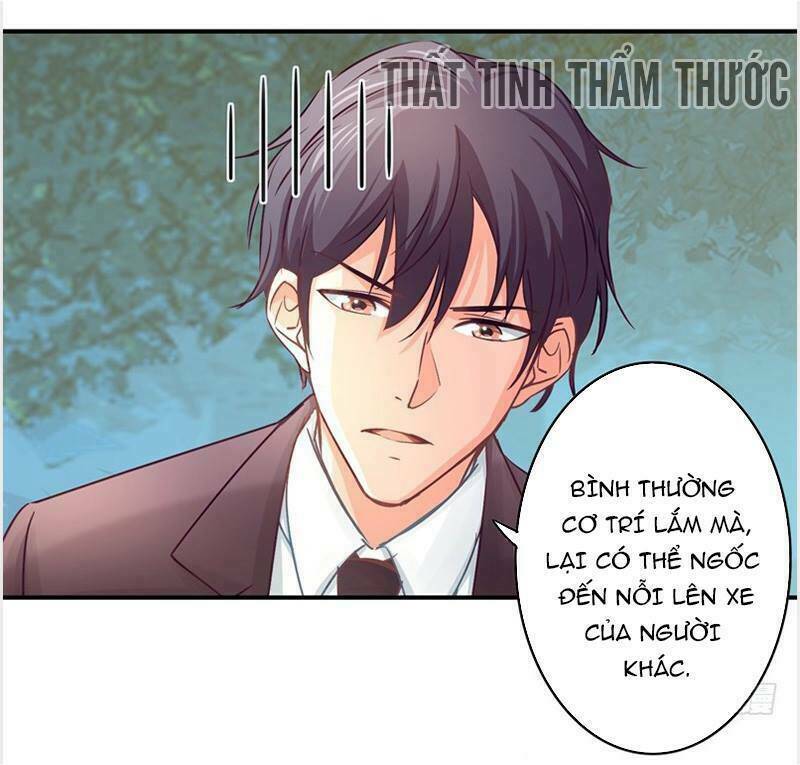 THẤT TINH THẨM THƯỚC
BÌNH THƯỜNG
CƠ TRÍ LẮM MÀ,
LẠI CÓ THỂ NGỐC
ĐẾN NỖI LÊN XE
CỦA NGƯỜI
KHÁC.